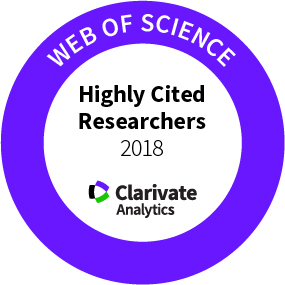 WEB OF SCIENCE
Highly Cited
Researchers
2018
Clarivate
Analytics